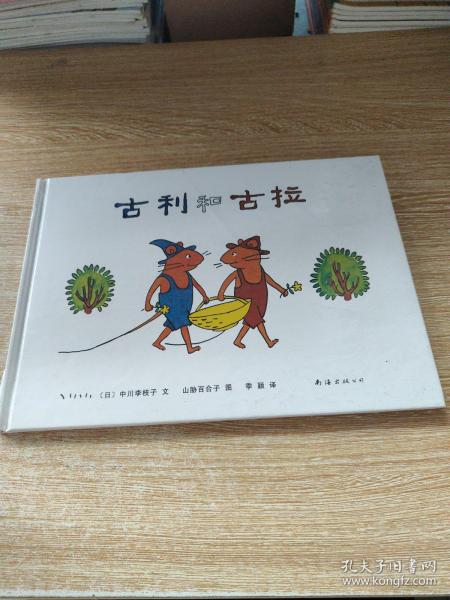 古利和古拉
〔日〕中川李枝子 文 山胁百合子 图 季颖 译 南海出版公司
孔夫子旧书网
www.kongfz.com